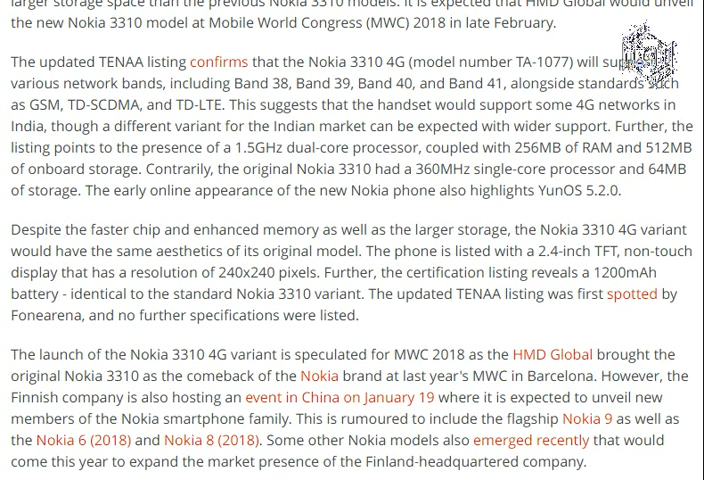 larger storage space than the previous Nokia 3310 models. It is expected that HMD Global would unveil
the new Nokia 3310 model at Mobile World Congress (MWC) 2018 in late February.
The updated TENAA listing confirms that the Nokia 3310 4G (model number TA-1077) will support
various network bands, including Band 38, Band 39, Band 40, and Band 41, alongside standards such
as GSM, TD-SCDMA, and TD-LTE. This suggests that the handset would support some 4G networks in
India, though a different variant for the Indian market can be expected with wider support. Further, the
listing points to the presence of a 1.5GHz dual-core processor, coupled with 256MB of RAM and 512MB
of onboard storage. Contrarily, the original Nokia 3310 had a 360MHz single-core processor and 64MB
of storage. The early online appearance of the new Nokia phone also highlights YunOS 5.2.0.
Despite the faster chip and enhanced memory as well as the larger storage, the Nokia 3310 4G variant
would have the same aesthetics of its original model. The phone is listed with a 2.4-inch TFT, non-touch
display that has a resolution of 240x240 pixels. Further, the certification listing reveals a 1200mAh
battery - identical to the standard Nokia 3310 variant. The updated TENAA listing was first spotted by
Fonearena, and no further specifications were listed.
The launch of the Nokia 3310 4G variant is speculated for MWC 2018 as the HMD Global brought the
original Nokia 3310 as the comeback of the Nokia brand at last year's MWC in Barcelona. However, the
Finnish company is also hosting an event in China on January 19 where it is expected to unveil new
members of the Nokia smartphone family. This is rumoured to include the flagship Nokia 9 as well as
the Nokia 6 (2018) and Nokia 8 (2018). Some other Nokia models also emerged recently that would
come this year to expand the market presence of the Finland-headquartered company.